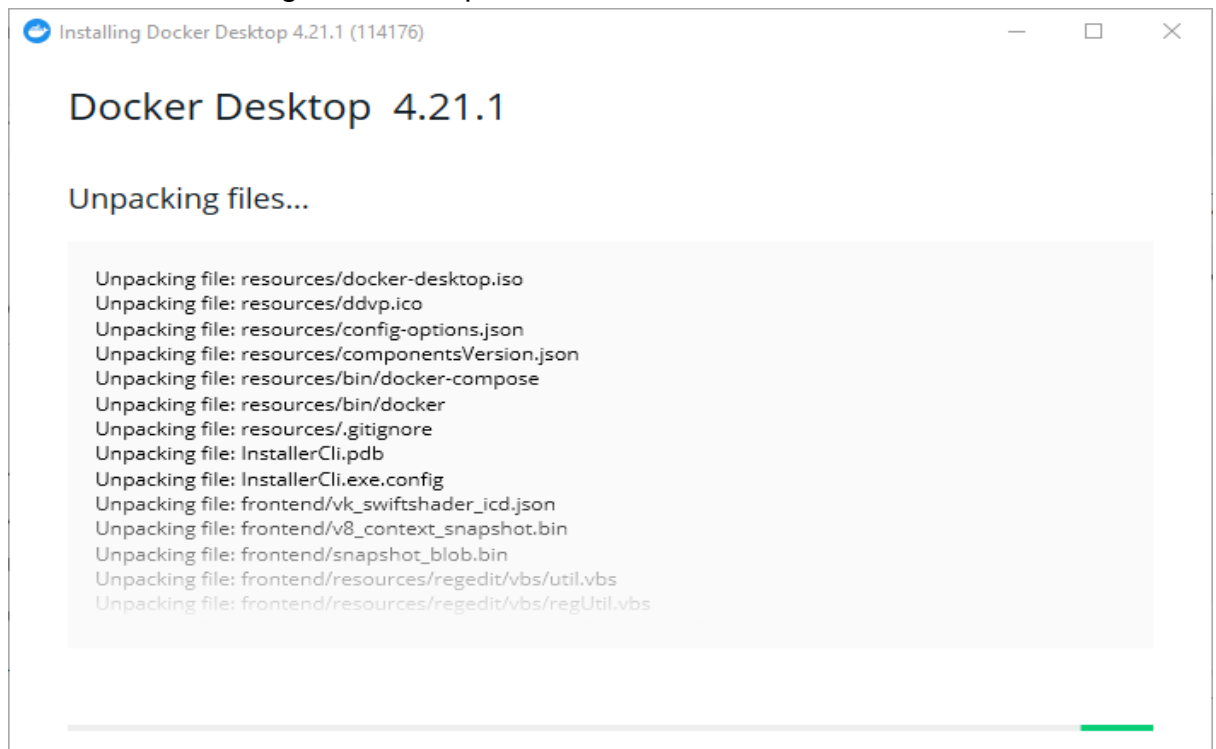 Installing Docker Desktop 4.21.1 (114176)
Docker Desktop 4.21.1
Unpacking files...
Unpacking file: resources/docker-desktop.iso
Unpacking file: resources/ddvp.ico
Unpacking file: resources/config-options.json
Unpacking file: resources/componentsVersion.json
Unpacking file: resources/bin/docker-compose
Unpacking file: resources/bin/docker
Unpacking file: resources/.gitignore
Unpacking file: InstallerCli.pdb
Unpacking file: InstallerCli.exe.config
Unpacking file: frontend/vk_swiftshader_icd.json
Unpacking file: frontend/v8_context_snapshot.bin
Unpacking file: frontend/snapshot_blob.bin
Unpacking file: frontend/resources/regedit/vbs/util.vbs
Unpacking file: frontend/resources/regedit/vbs/regUtil.vbs